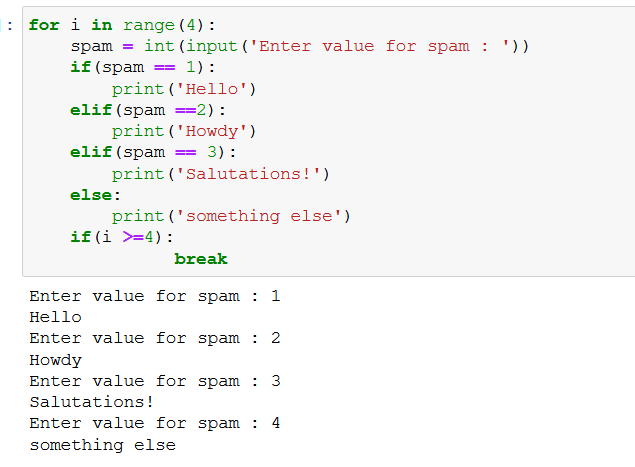 ]: for i in range(4):
    spam = int(input('Enter value for spam : '))
    if(spam == 1):
        print('Hello')
    elif(spam ==2):
        print('Howdy')
    elif(spam == 3):
        print('Salutations!')
    else:
        print('something else')
    if(i >=4):
              break
Enter value for spam : 1
Hello
Enter value for spam : 2
Howdy
Enter value for spam : 3
Salutations!
Enter value for spam : 4
something else